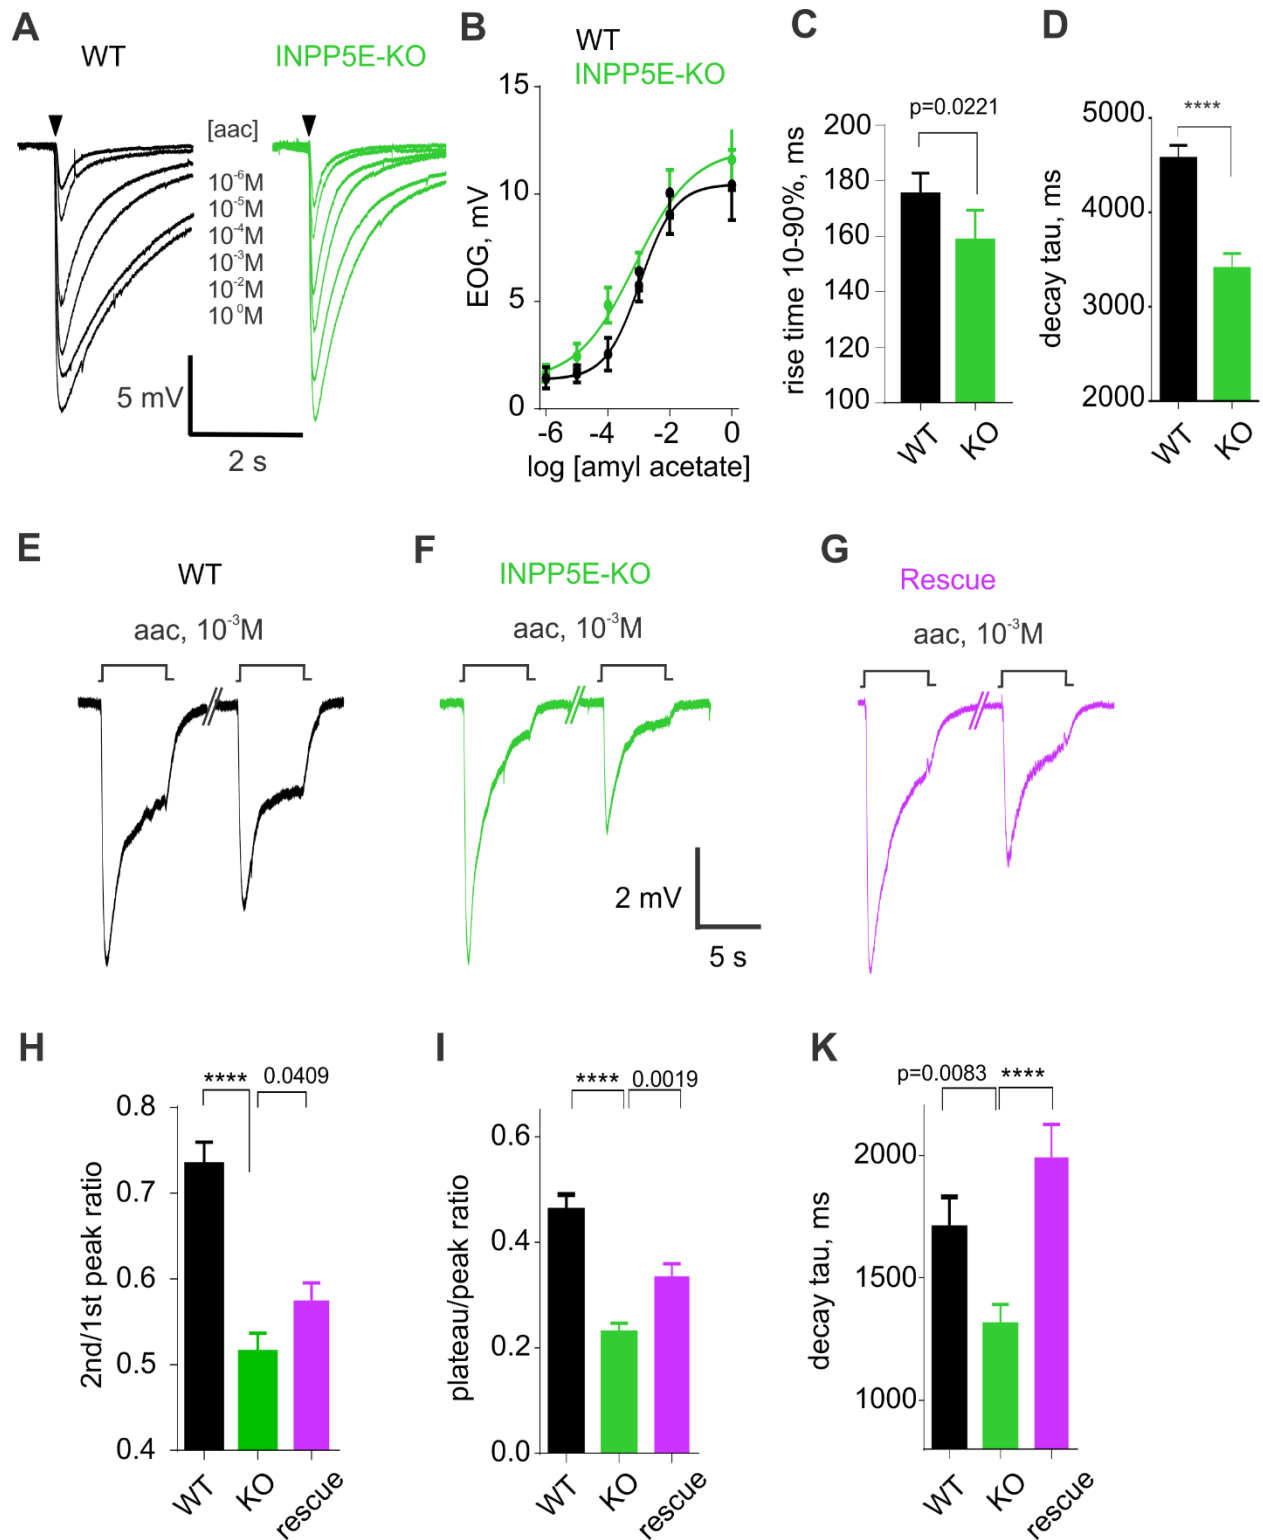 A
WT
INPP5E-KO
[aac]
10⁻⁶M
10⁻⁵M
10⁻⁴M
10⁻³M
10⁻²M
10⁰M
5 mV
2 s
B
WT
INPP5E-KO
EOG, mV
15
10
5
0
-6
-4
-2
0
log [amyl acetate]
C
p=0.0221
rise time 10-90%, ms
200
180
160
140
120
100
WT
KO
D
****
decay tau, ms
5000
4000
3000
2000
WT
KO
E
WT
aac, 10⁻³M
F
INPP5E-KO
aac, 10⁻³M
2 mV
5 s
G
Rescue
aac, 10⁻³M
H
****
0.0409
2nd/1st peak ratio
0.8
0.7
0.6
0.5
0.4
WT
KO
rescue
I
****
0.0019
plateau/peak ratio
0.6
0.4
0.2
0.0
WT
KO
rescue
K
p=0.0083
****
decay tau, ms
2000
1500
1000
WT
KO
rescue